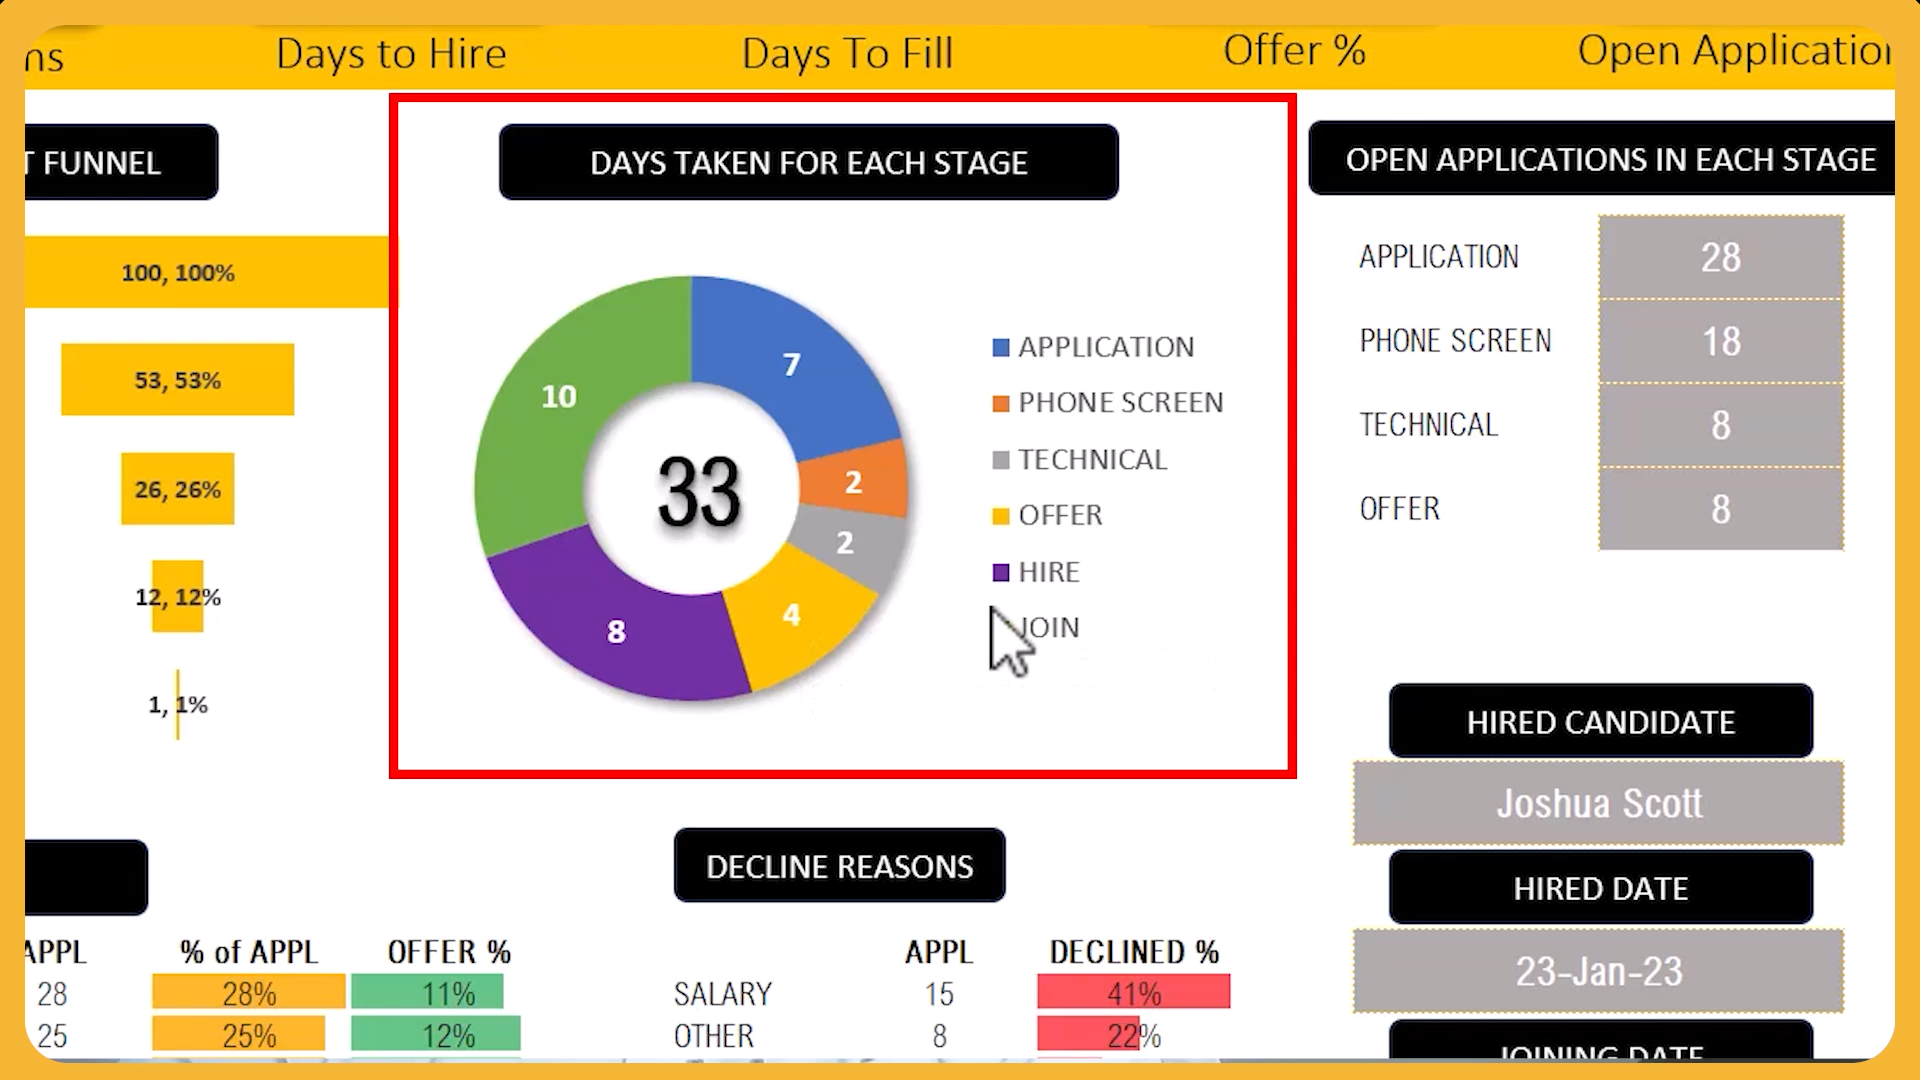 ns
Days to Hire
Days To Fill
Offer %
Open Application
T FUNNEL
100, 100%
53, 53%
26, 26%
12, 12%
1, 1%
DAYS TAKEN FOR EACH STAGE
7
2
2
4
8
10
33
APPLICATION
PHONE SCREEN
TECHNICAL
OFFER
HIRE
JOIN
OPEN APPLICATIONS IN EACH STAGE
APPLICATION 28
PHONE SCREEN 18
TECHNICAL 8
OFFER 8
HIRED CANDIDATE
Joshua Scott
HIRED DATE
23-Jan-23
JOINING DATE
APPL % of APPL OFFER %
28 28% 11%
25 25% 12%
DECLINE REASONS
APPL DECLINED %
SALARY 15 41%
OTHER 8 22%